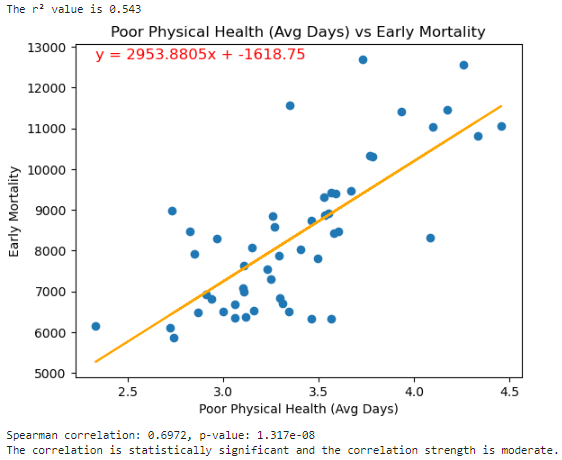 The r² value is 0.543
Poor Physical Health (Avg Days) vs Early Mortality
y = 2953.8805x + -1618.75
13000
12000
11000
10000
9000
8000
7000
6000
5000
Early Mortality
2.5 3.0 3.5 4.0 4.5
Poor Physical Health (Avg Days)
Spearman correlation: 0.6972, p-value: 1.317e-08
The correlation is statistically significant and the correlation strength is moderate.